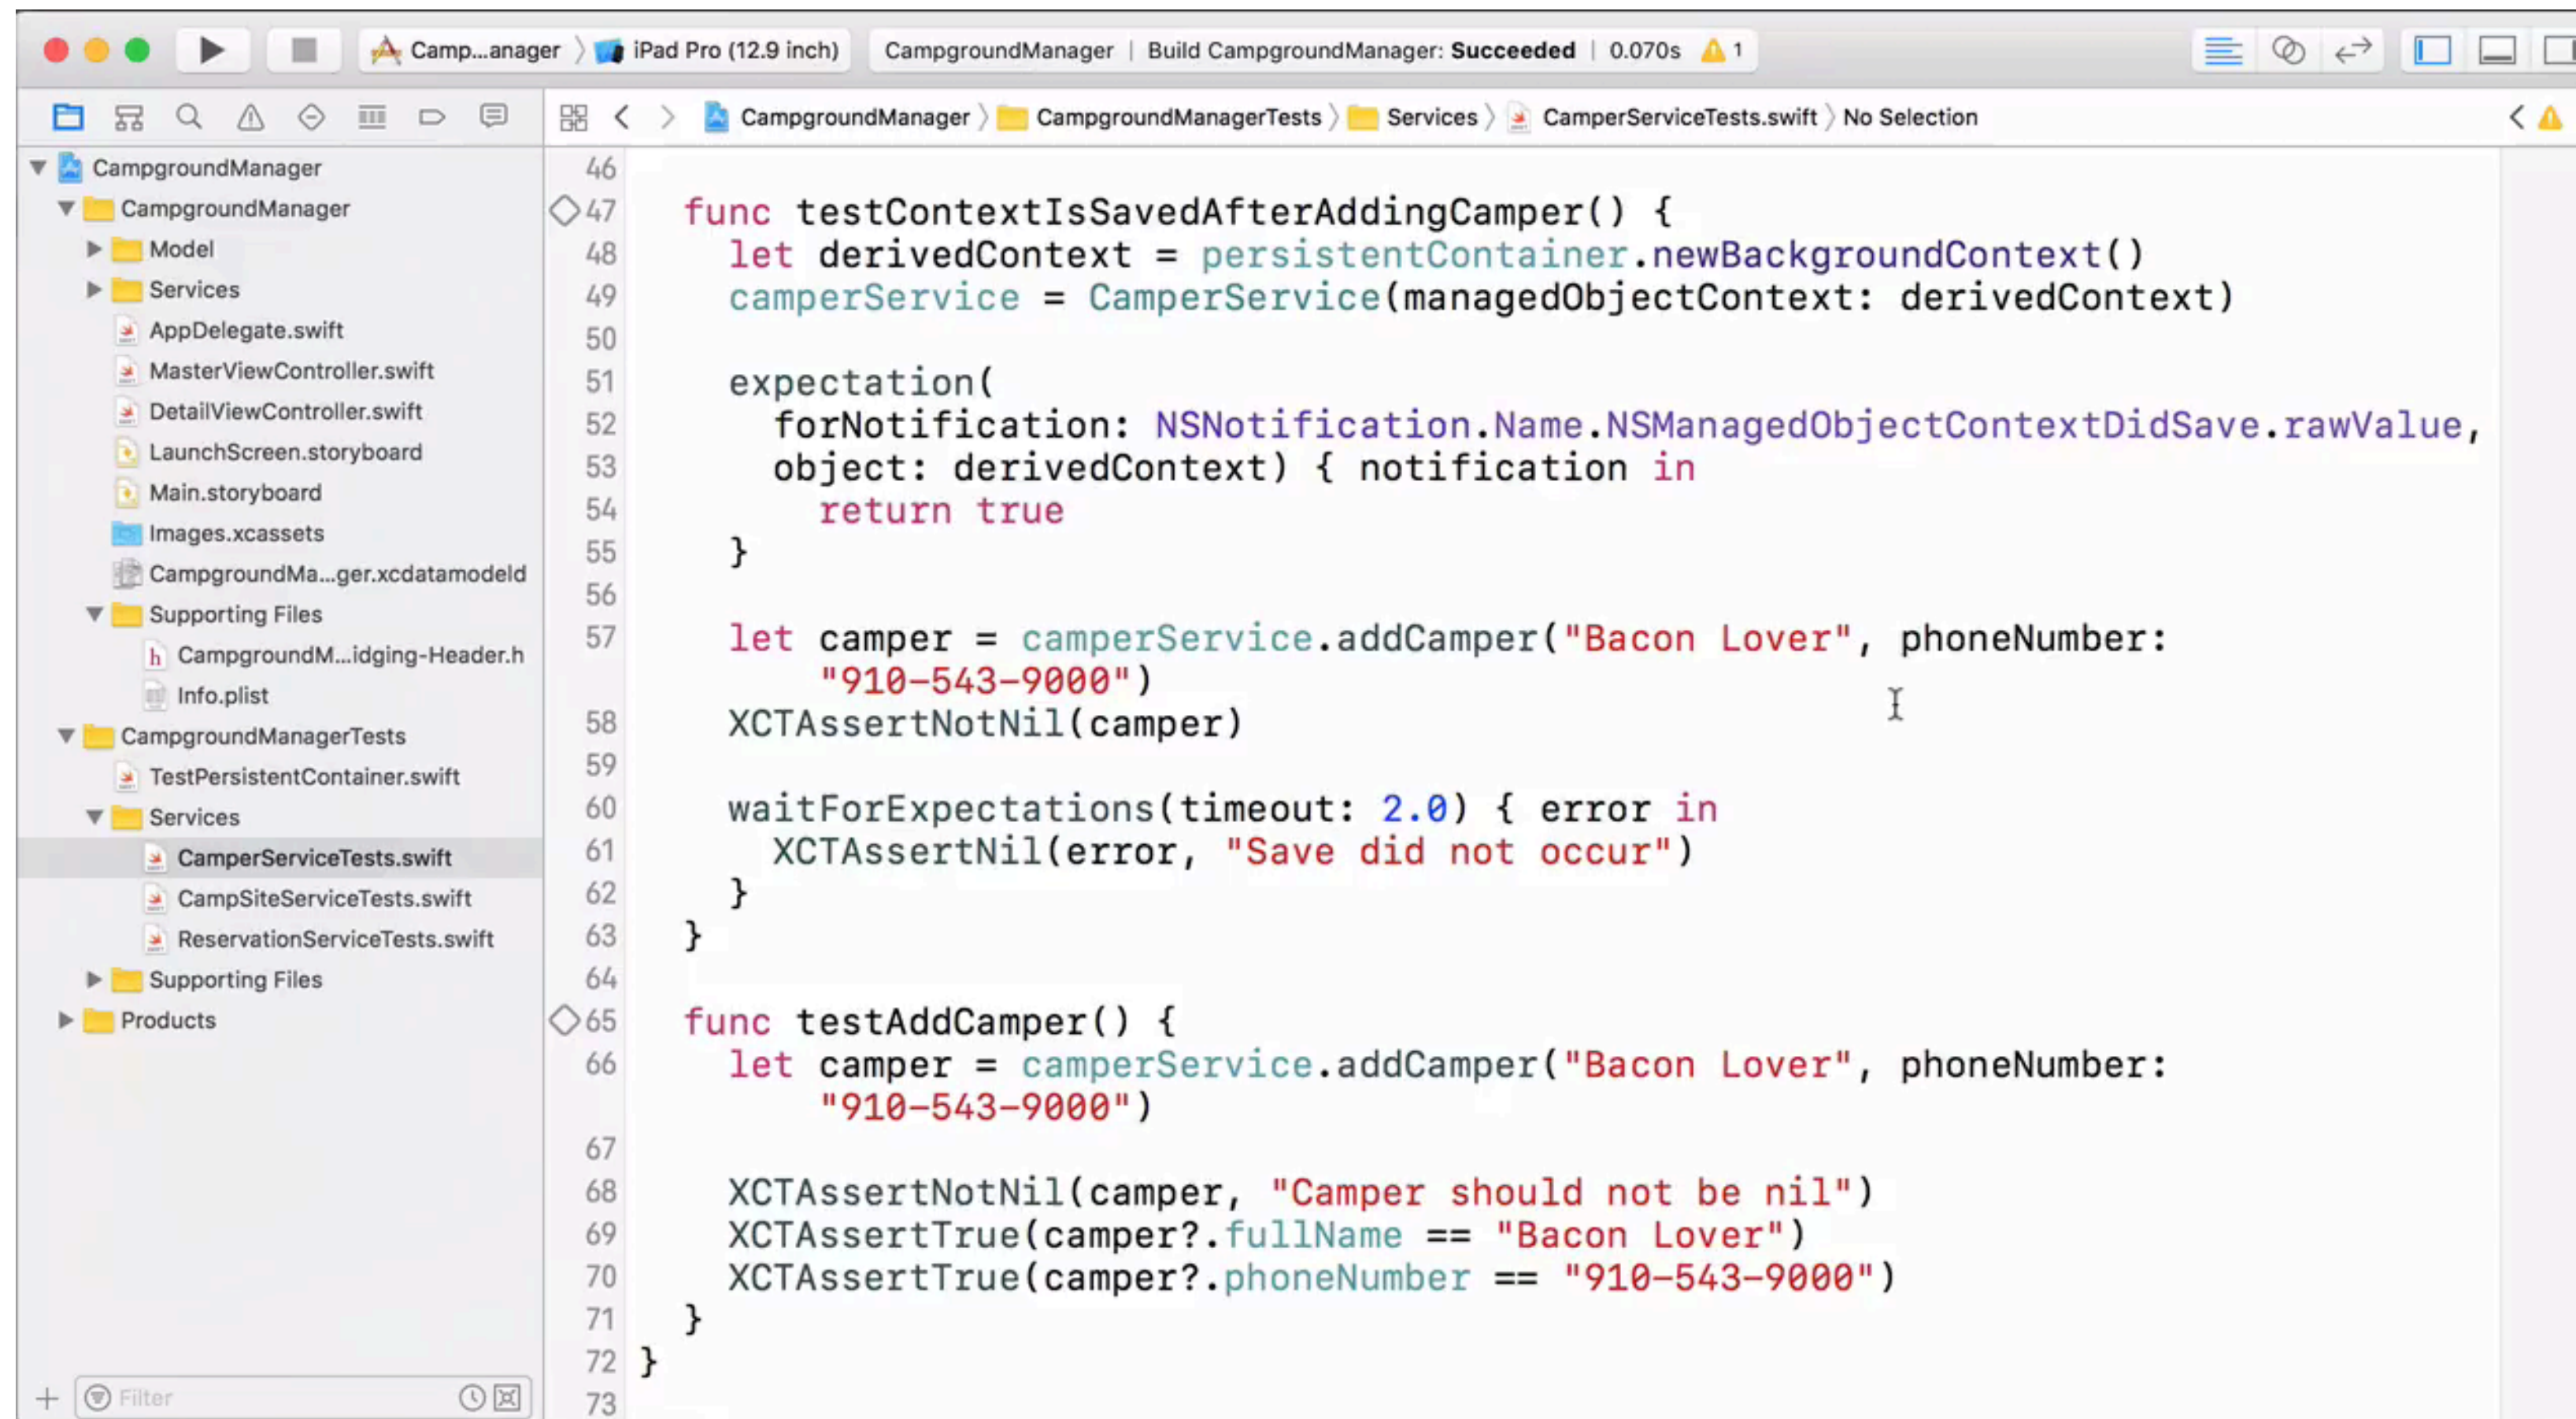 Camp...anager 〉 iPad Pro (12.9 inch)
CampgroundManager | Build CampgroundManager: Succeeded | 0.070s 1
CampgroundManager 〉 CampgroundManagerTests 〉 Services 〉 CamperServiceTests.swift 〉 No Selection
CampgroundManager
CampgroundManager
Model
Services
AppDelegate.swift
MasterViewController.swift
DetailViewController.swift
LaunchScreen.storyboard
Main.storyboard
Images.xcassets
CampgroundMa...ger.xcdatamodeld
Supporting Files
h CampgroundM...idging-Header.h
Info.plist
CampgroundManagerTests
TestPersistentContainer.swift
Services
CamperServiceTests.swift
CampSiteServiceTests.swift
ReservationServiceTests.swift
Supporting Files
Products
Filter
46
47 func testContextIsSavedAfterAddingCamper() {
48 let derivedContext = persistentContainer.newBackgroundContext()
49 camperService = CamperService(managedObjectContext: derivedContext)
50
51 expectation(
52 forNotification: NSNotification.Name.NSManagedObjectContextDidSave.rawValue,
53 object: derivedContext) { notification in
54 return true
55 }
56
57 let camper = camperService.addCamper("Bacon Lover", phoneNumber:
"910-543-9000")
58 XCTAssertNotNil(camper)
59
60 waitForExpectations(timeout: 2.0) { error in
61 XCTAssertNil(error, "Save did not occur")
62 }
63 }
64
65 func testAddCamper() {
66 let camper = camperService.addCamper("Bacon Lover", phoneNumber:
"910-543-9000")
67
68 XCTAssertNotNil(camper, "Camper should not be nil")
69 XCTAssertTrue(camper?.fullName == "Bacon Lover")
70 XCTAssertTrue(camper?.phoneNumber == "910-543-9000")
71 }
72 }
73